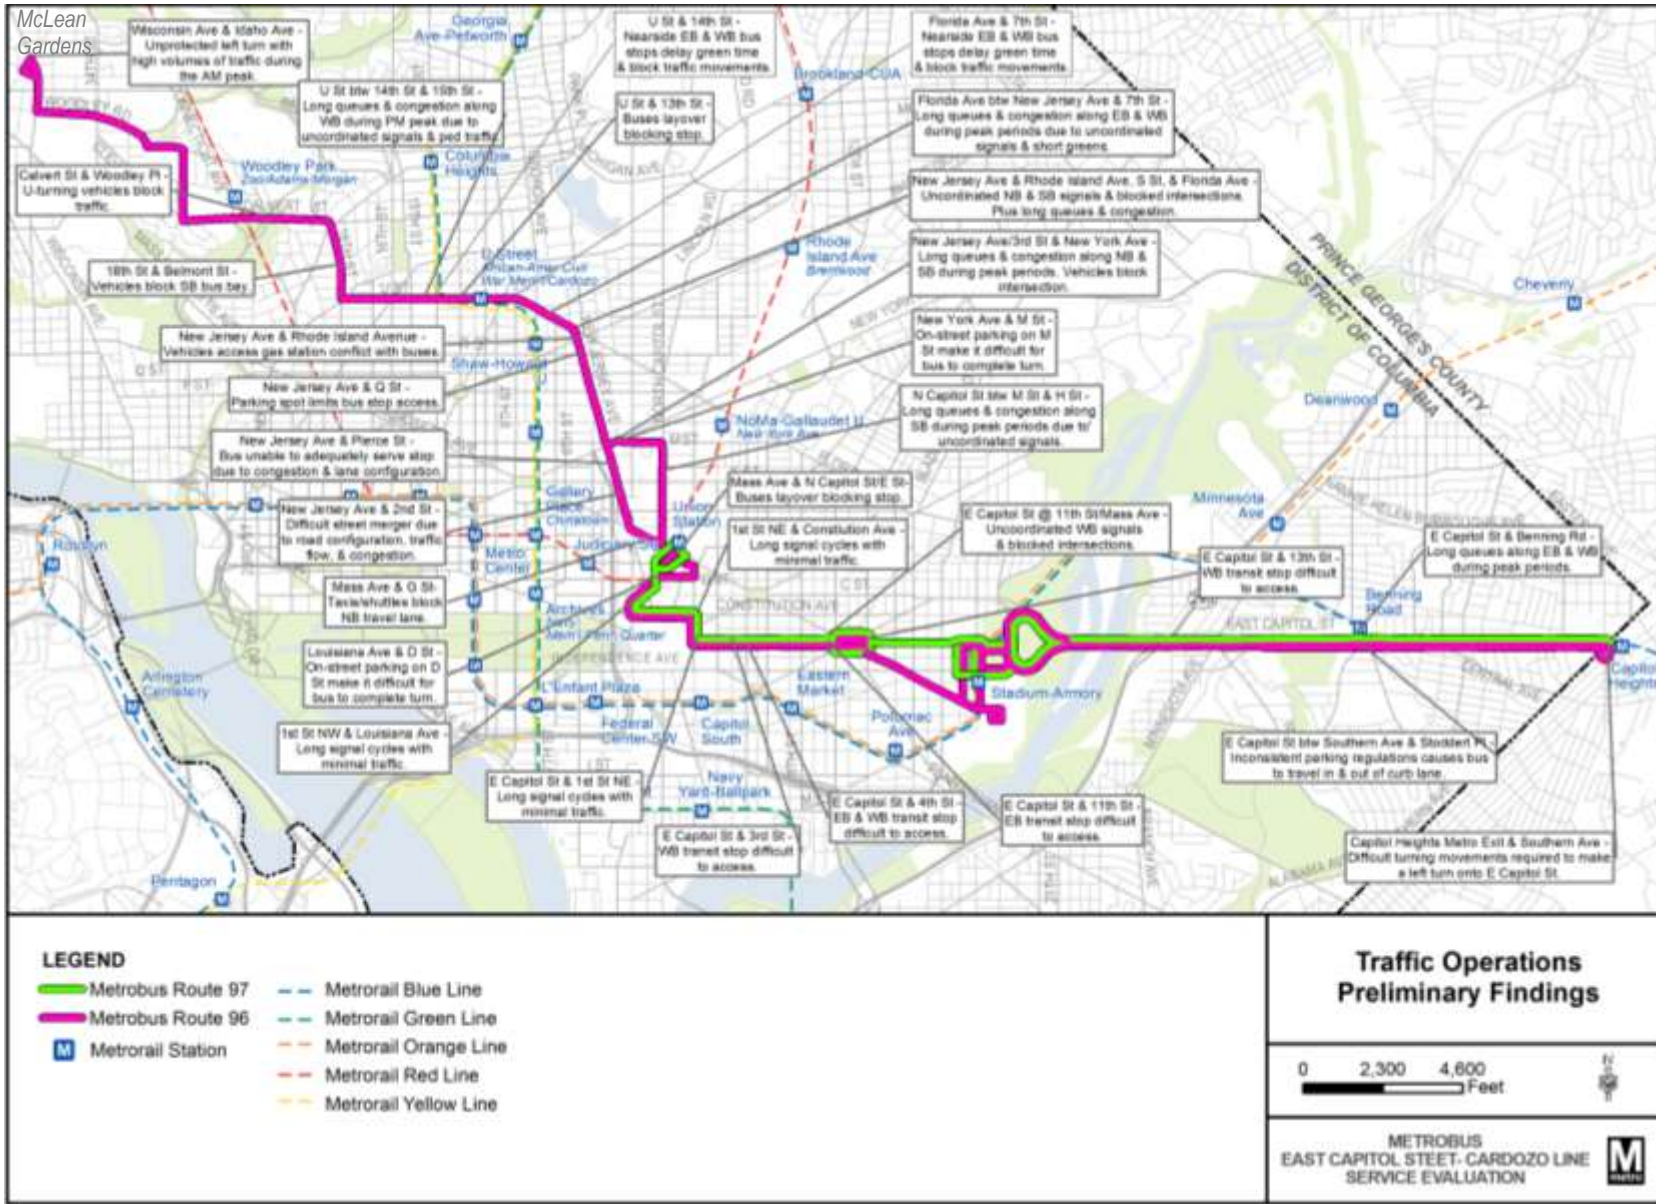 McLean
Gardens
Wisconsin Ave & Idaho Ave -
Unprotected left turn with
high volumes of traffic during
the AM peak.
Georgia
Ave-Petworth
U St & 14th St -
Nearside EB & WB bus
stops delay green time
& block traffic movements.
Florida Ave & 7th St -
Nearside EB & WB bus
stops delay green time
& block traffic movements.
Brookland-CUA
U St btw 14th St & 15th St -
Long queues & congestion along
WB during PM peak due to
uncordinated signals & ped traffic.
U St & 13th St -
Buses layover
blocking stop.
Florida Ave btw New Jersey Ave & 7th St -
Long queues & congestion along EB & WB
during peak periods due to uncordinated
signals & short greens.
WOODLEY RD
Woodley Park
Zoo/Adams Morgan
Columbia
Heights
MICHIGAN AVE
Calvert St & Woodley Pl -
U-turning vehicles block
traffic.
New Jersey Ave & Rhode Island Ave, S St, & Florida Ave -
Uncordinated NB & SB signals & blocked intersections.
Plus long queues & congestion.
CALVERT ST
U Street
African-Amer Civil
War Mem'l/Cardozo
Rhode
Island Ave
Brentwood
New Jersey Ave/3rd St & New York Ave -
Long queues & congestion along NB &
SB during peak periods. Vehicles block
intersection.
PRINCE GEORGE'S COUNTY
DISTRICT OF COLUMBIA
Cheverly
18th St & Belmont St -
Vehicles block SB bus bay.
New Jersey Ave & Rhode Island Avenue -
Vehicles access gas station conflict with buses.
Shaw-Howard
U
New York Ave & M St -
On-street parking on M
St make it difficult for
bus to complete turn.
New Jersey Ave & Q St -
Parking spot limits bus stop access.
N Capitol St btw M St & H St -
Long queues & congestion along
SB during peak periods due to
uncordinated signals.
Deanwood
NoMa-Gallaudet U
New York Ave
New Jersey Ave & Pierce St -
Bus unable to adequately serve stop
due to congestion & lane configuration.
Mass Ave & N Capitol St/E St-
Buses layover blocking stop.
Minnesota
Ave
New Jersey Ave & 2nd St -
Difficult street merger due
to road configuration, traffic
flow, & congestion.
Gallery
Place
Chinatown
Union
Station
1st St NE & Constitution Ave -
Long signal cycles with
minimal traffic.
E Capitol St @ 11th St/Mass Ave -
Uncoordinated WB signals
& blocked intersections.
E Capitol St & 13th St -
WB transit stop difficult
to access.
E Capitol St & Benning Rd -
Long queues along EB & WB
during peak periods.
Rosslyn
Metro
Center
Mass Ave & G St-
Taxis/shuttles block
NB travel lane.
C ST
CONSTITUTION AVE
Benning
Road
EAST CAPITOL ST
Archives
Navy
Mem'l-Penn Quarter
INDEPENDENCE AVE
Louisiana Ave & D St -
On-street parking on D
St make it difficult for
bus to complete turn.
Arlington
Cemetery
L'Enfant Plaza
Federal
Center SW
Capitol
South
Eastern
Market
Potomac
Ave
Stadium-Armory
CENTRAL AVE
Capitol
Heights
1st St NW & Louisiana Ave -
Long signal cycles with
minimal traffic.
E Capitol St & 1st St NE -
Long signal cycles with
minimal traffic.
Navy
Yard-Ballpark
E Capitol St btw Southern Ave & Stoddert Pl -
Inconsistent parking regulations causes bus
to travel in & out of curb lane.
E Capitol St & 3rd St -
WB transit stop difficult
to access.
E Capitol St & 4th St -
EB & WB transit stop
difficult to access.
E Capitol St & 11th St -
EB transit stop difficult
to access.
Capitol Heights Metro Exit & Southern Ave -
Difficult turning movements required to make
a left turn onto E Capitol St.
Pentagon
LEGEND
Metrobus Route 97
Metrobus Route 96
M Metrorail Station
Metrorail Blue Line
Metrorail Green Line
Metrorail Orange Line
Metrorail Red Line
Metrorail Yellow Line
Traffic Operations
Preliminary Findings
0 2,300 4,600
Feet
METROBUS
EAST CAPITOL STEET- CARDOZO LINE
SERVICE EVALUATION
M
metro